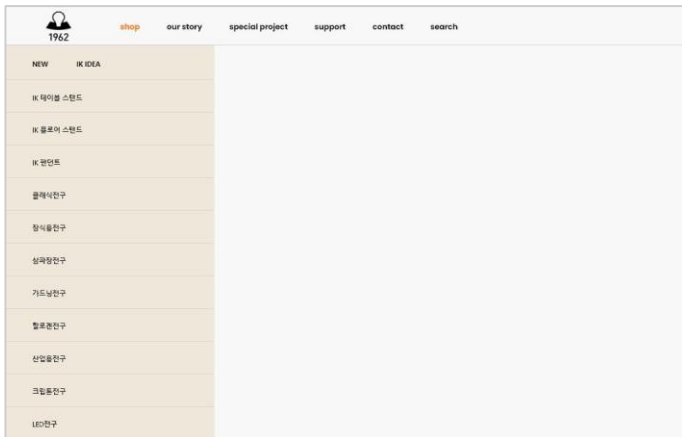 1962
shop our story special project support contact search
NEW IK IDEA
IK 테이블 스탠드
IK 플로어 스탠드
IK 펜던트
클래식전구
장식용전구
삼파장전구
가드닝전구
할로겐전구
산업용전구
크립톤전구
LED전구